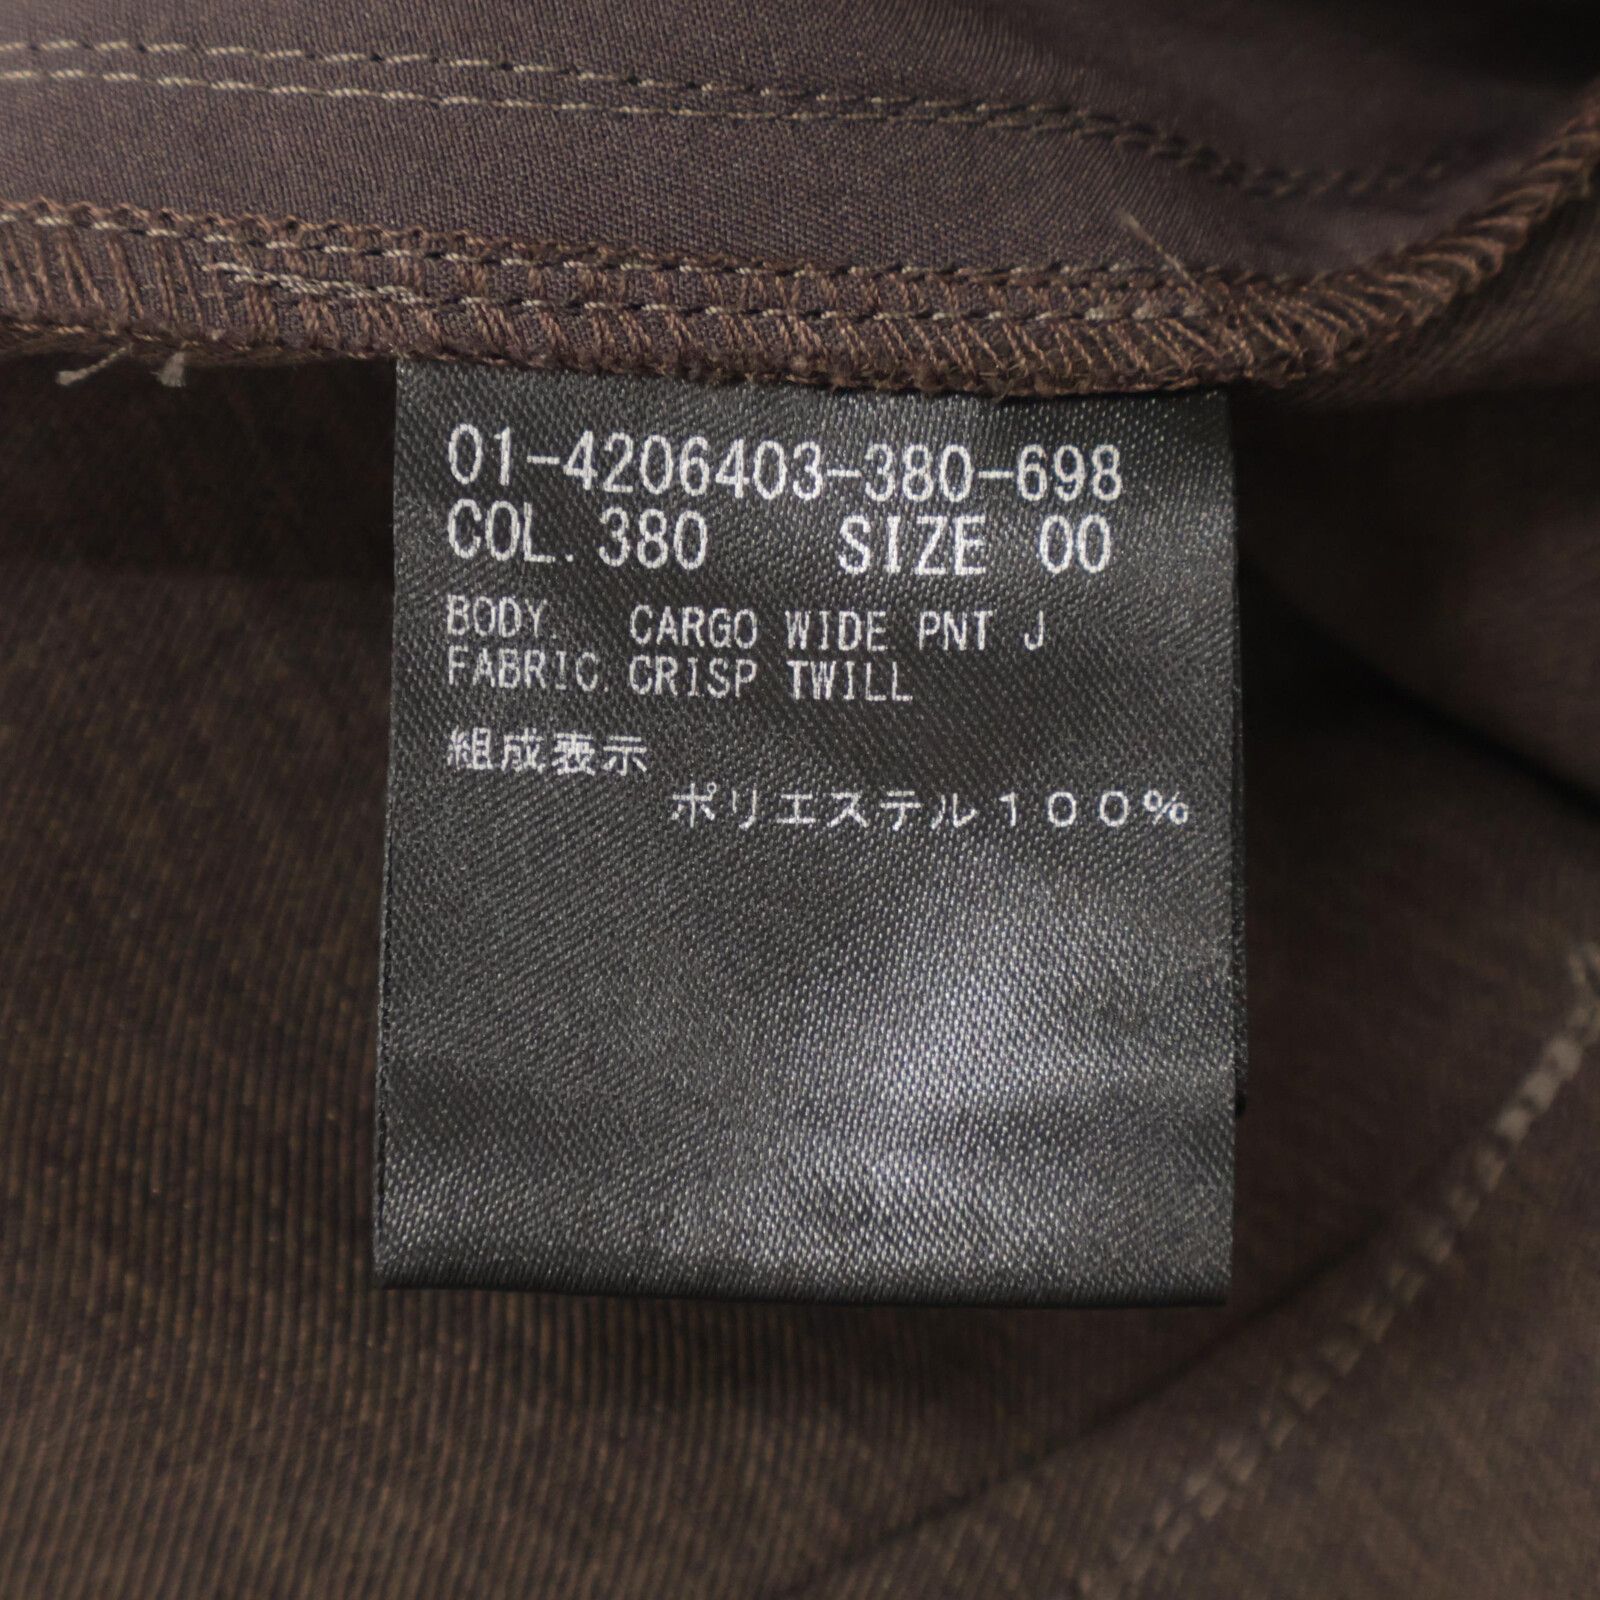 01-4206403-380-698
COL. 380 SIZE 00
BODY. CARGO WIDE PNT J
FABRIC. CRISP TWILL
組成表示
ポリエステル１００％